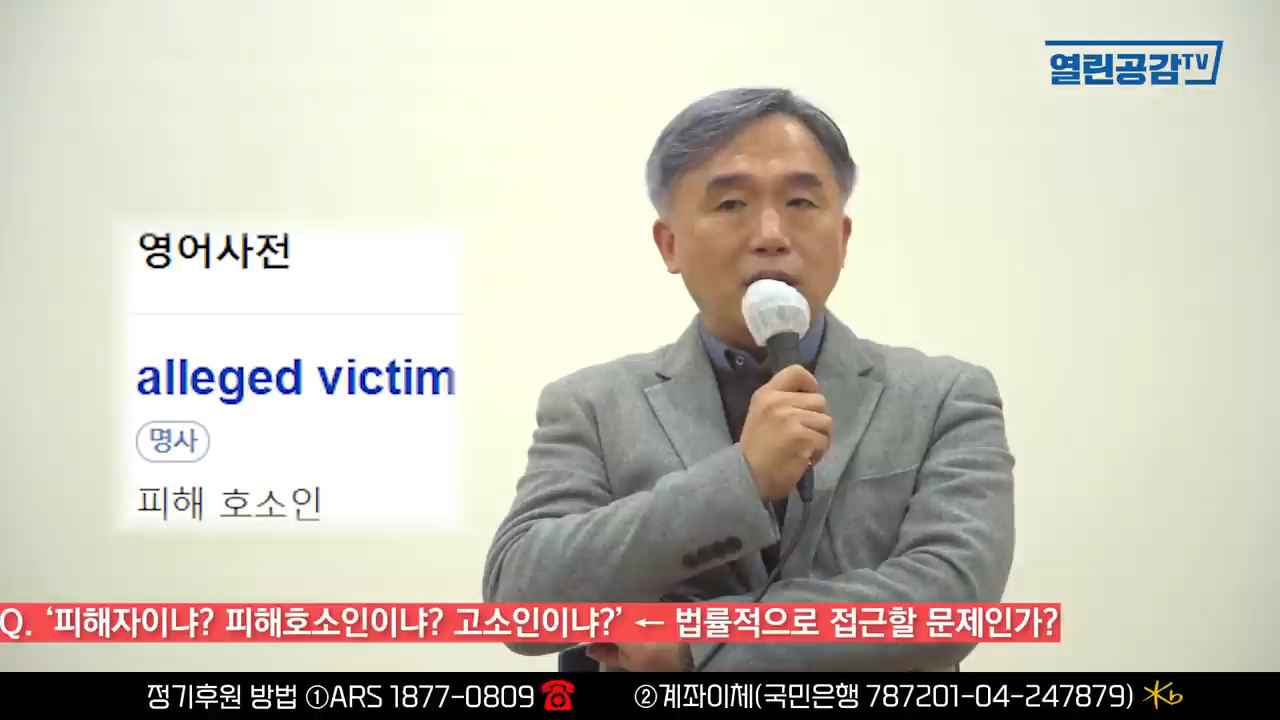 열린공감TV
영어사전
alleged victim
명사
피해 호소인
Q. ‘피해자이냐? 피해호소인이냐? 고소인이냐?’ ← 법률적으로 접근할 문제인가?
정기후원 방법 ①ARS 1877-0809 ②계좌이체(국민은행 787201-04-247879)